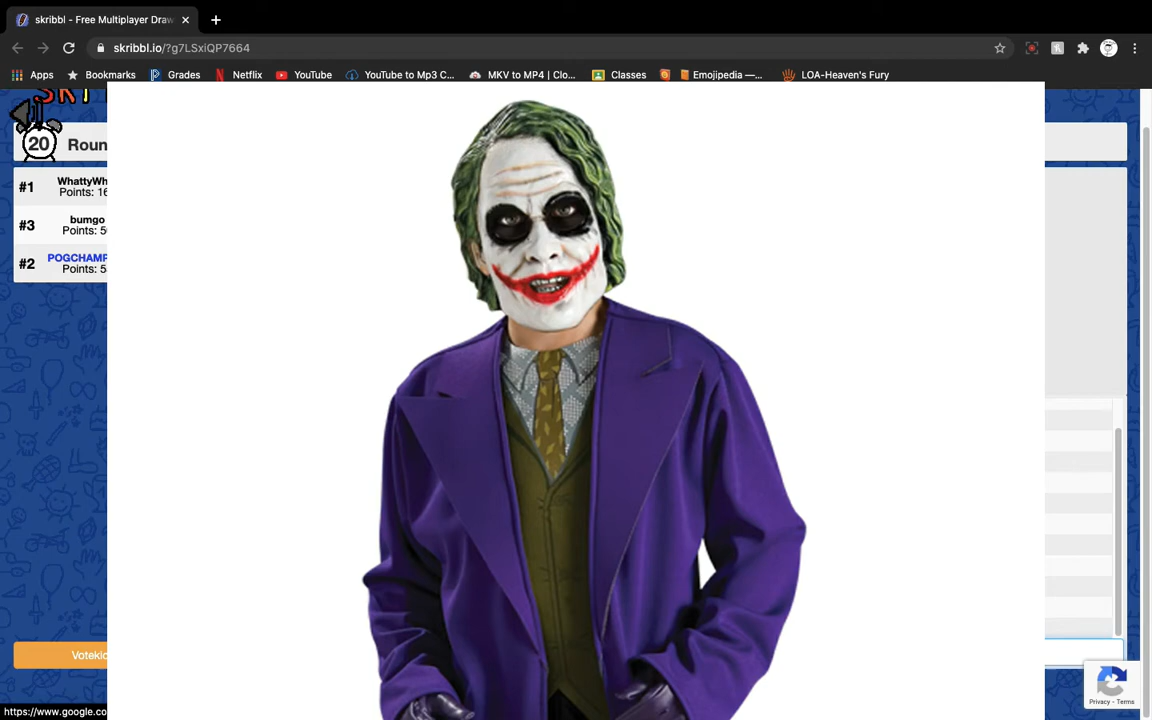 skribbl - Free Multiplayer Draw
skribbl.io/?g7LSxiQP7664
Apps Bookmarks Grades Netflix YouTube YouTube to Mp3 C... MKV to MP4 | Clo... Classes Emojipedia —... LOA-Heaven's Fury
20 Roun
#1 WhattyWh
Points: 16
#3 bumgo
Points: 5
#2 POGCHAMP
Points: 5
Votekic
https://www.google.co
Privacy - Terms